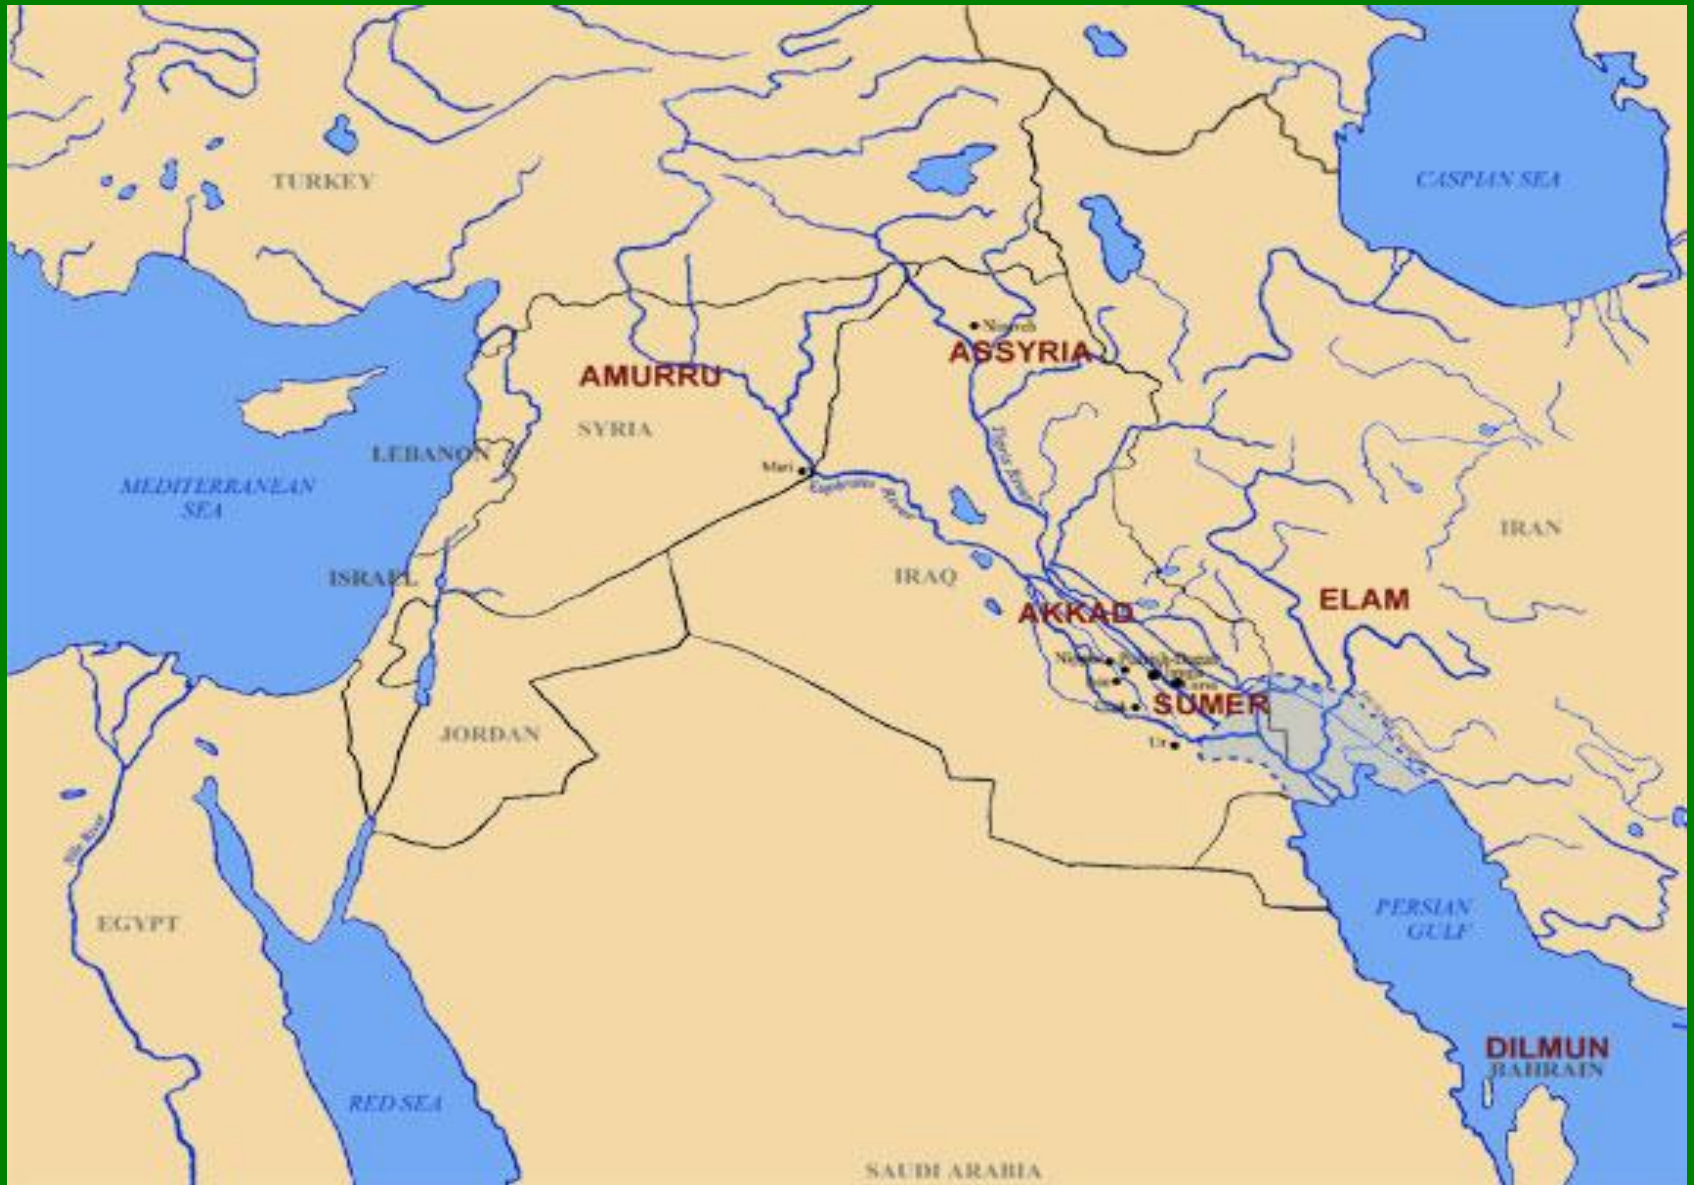 TURKEY
CASPIAN SEA
Nineveh
ASSYRIA
AMURRU
SYRIA
Tigris River
LEBANON
Mari
Euphrates River
MEDITERRANEAN
SEA
IRAN
ISRAEL
IRAQ
ELAM
AKKAD
SUMER
Ur
JORDAN
Nile River
EGYPT
PERSIAN
GULF
DILMUN
BAHRAIN
RED SEA
SAUDI ARABIA